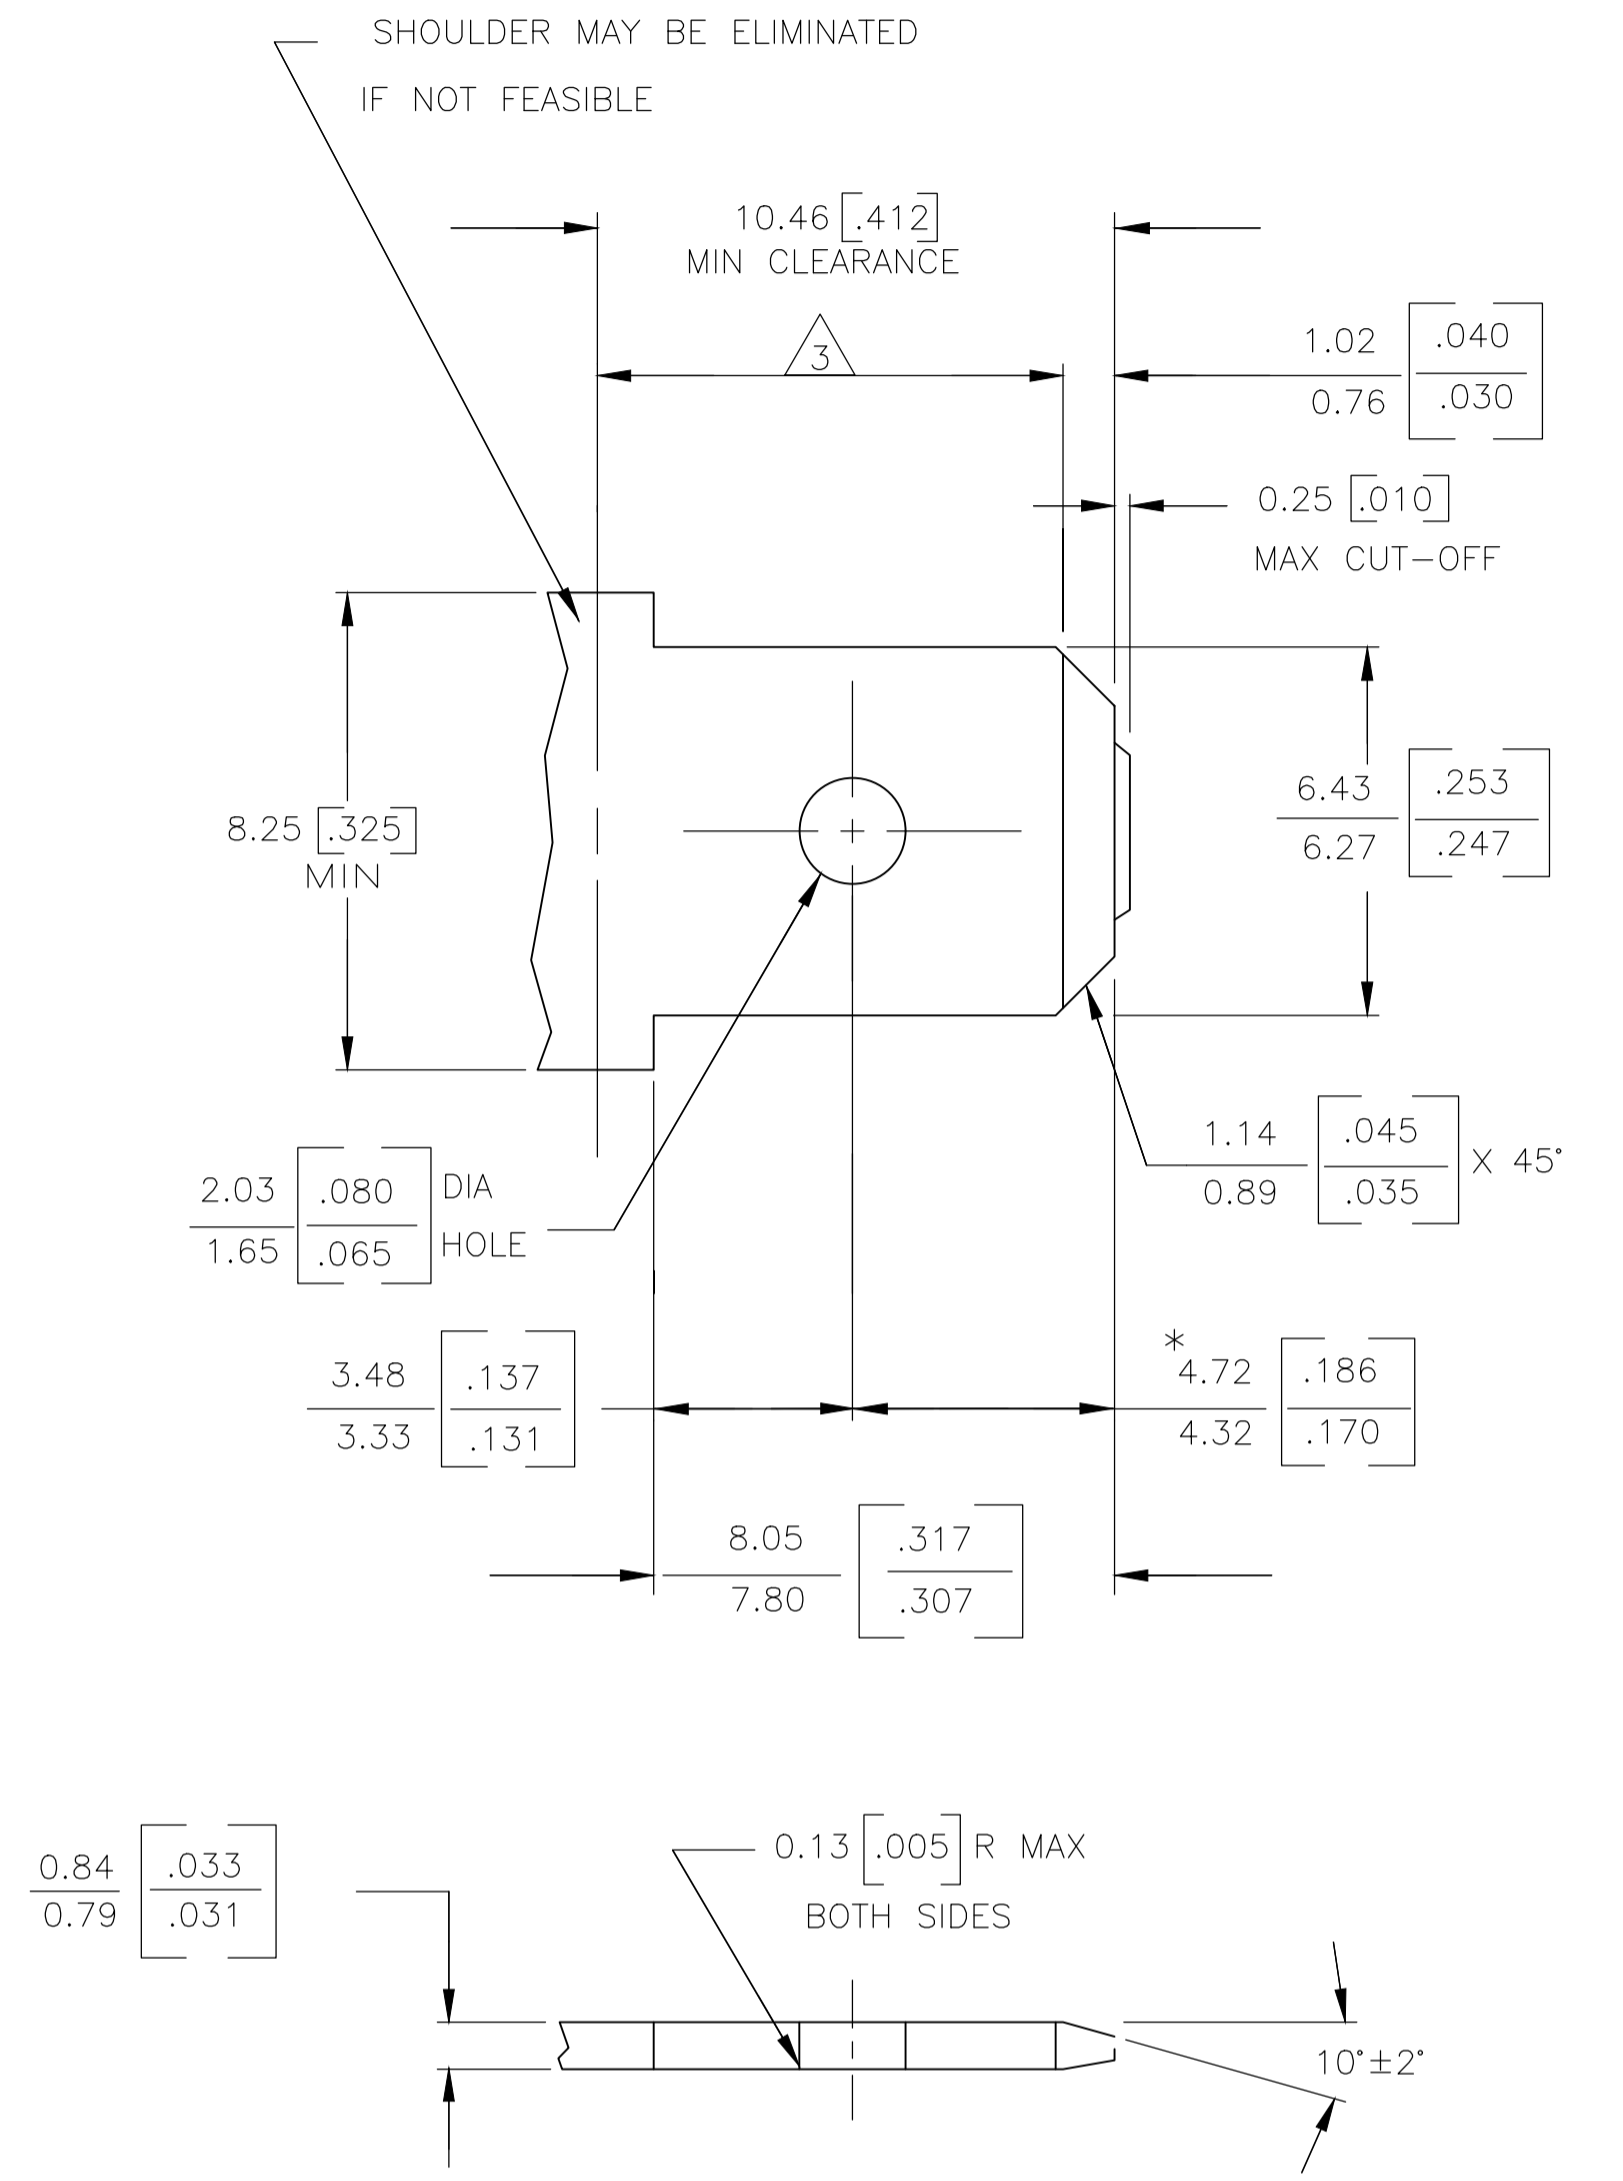 SHOULDER MAY BE ELIMINATED
IF NOT FEASIBLE
10.46 [.412]
MIN CLEARANCE
3
1.02 [.040
0.76 .030]
0.25 [.010]
MAX CUT-OFF
8.25 [.325]
MIN
6.43 [.253
6.27 .247]
2.03 [.080 DIA
1.65 .065] HOLE
1.14 [.045
0.89 .035] X 45°
3.48 [.137
3.33 .131]
*
4.72 [.186
4.32 .170]
8.05 [.317
7.80 .307]
0.84 [.033
0.79 .031]
0.13 [.005] R MAX
BOTH SIDES
10°±2°